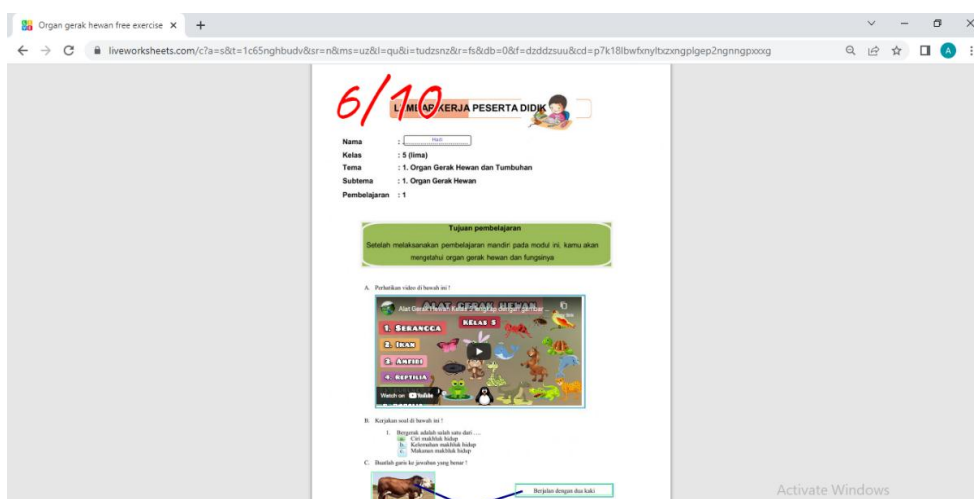 Organ gerak hewan free exercise
liveworksheets.com/c?a=s&t=1c65nghbudv&sr=n&ms=uz&l=qu&i=tudzsnz&r=fs&db=0&f=dzddzsuu&cd=p7k18lbwfxnyltxzxngplgep2ngnngpxxxg
A
6/10
LEMBAR KERJA PESERTA DIDIK
Nama :
Kelas : 5 (lima)
Tema : 1. Organ Gerak Hewan dan Tumbuhan
Subtema : 1. Organ Gerak Hewan
Pembelajaran : 1
Tujuan pembelajaran
Setelah melaksanakan pembelajaran mandiri pada modul ini, kamu akan
mengetahui organ gerak hewan dan fungsinya
A. Perhatikan video di bawah ini !
ALAT GERAK HEWAN
Alat Gerak Hewan Kelas 5 lengkap dengan gambar
KELAS 5
1. SERANGGA
2. IKAN
3. AMFIBI
4. REPTILIA
Watch on YouTube
B. Kerjakan soal di bawah ini !
1. Bergerak adalah salah satu dari ....
a. Ciri makhluk hidup
b. Kelemahan makhluk hidup
c. Makanan makhluk hidup
C. Buatlah garis ke jawaban yang benar !
Berjalan dengan dua kaki
Activate Windows